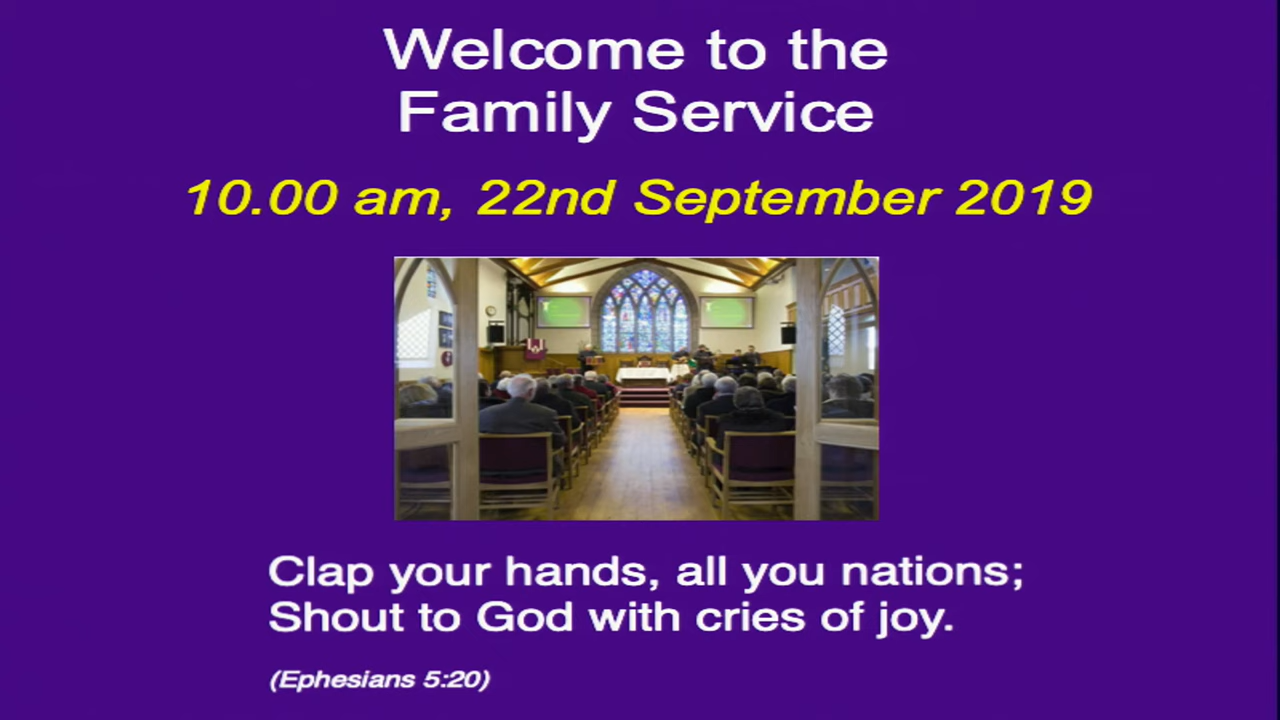 Welcome to the
Family Service
10.00 am, 22nd September 2019
Clap your hands, all you nations;
Shout to God with cries of joy.
(Ephesians 5:20)